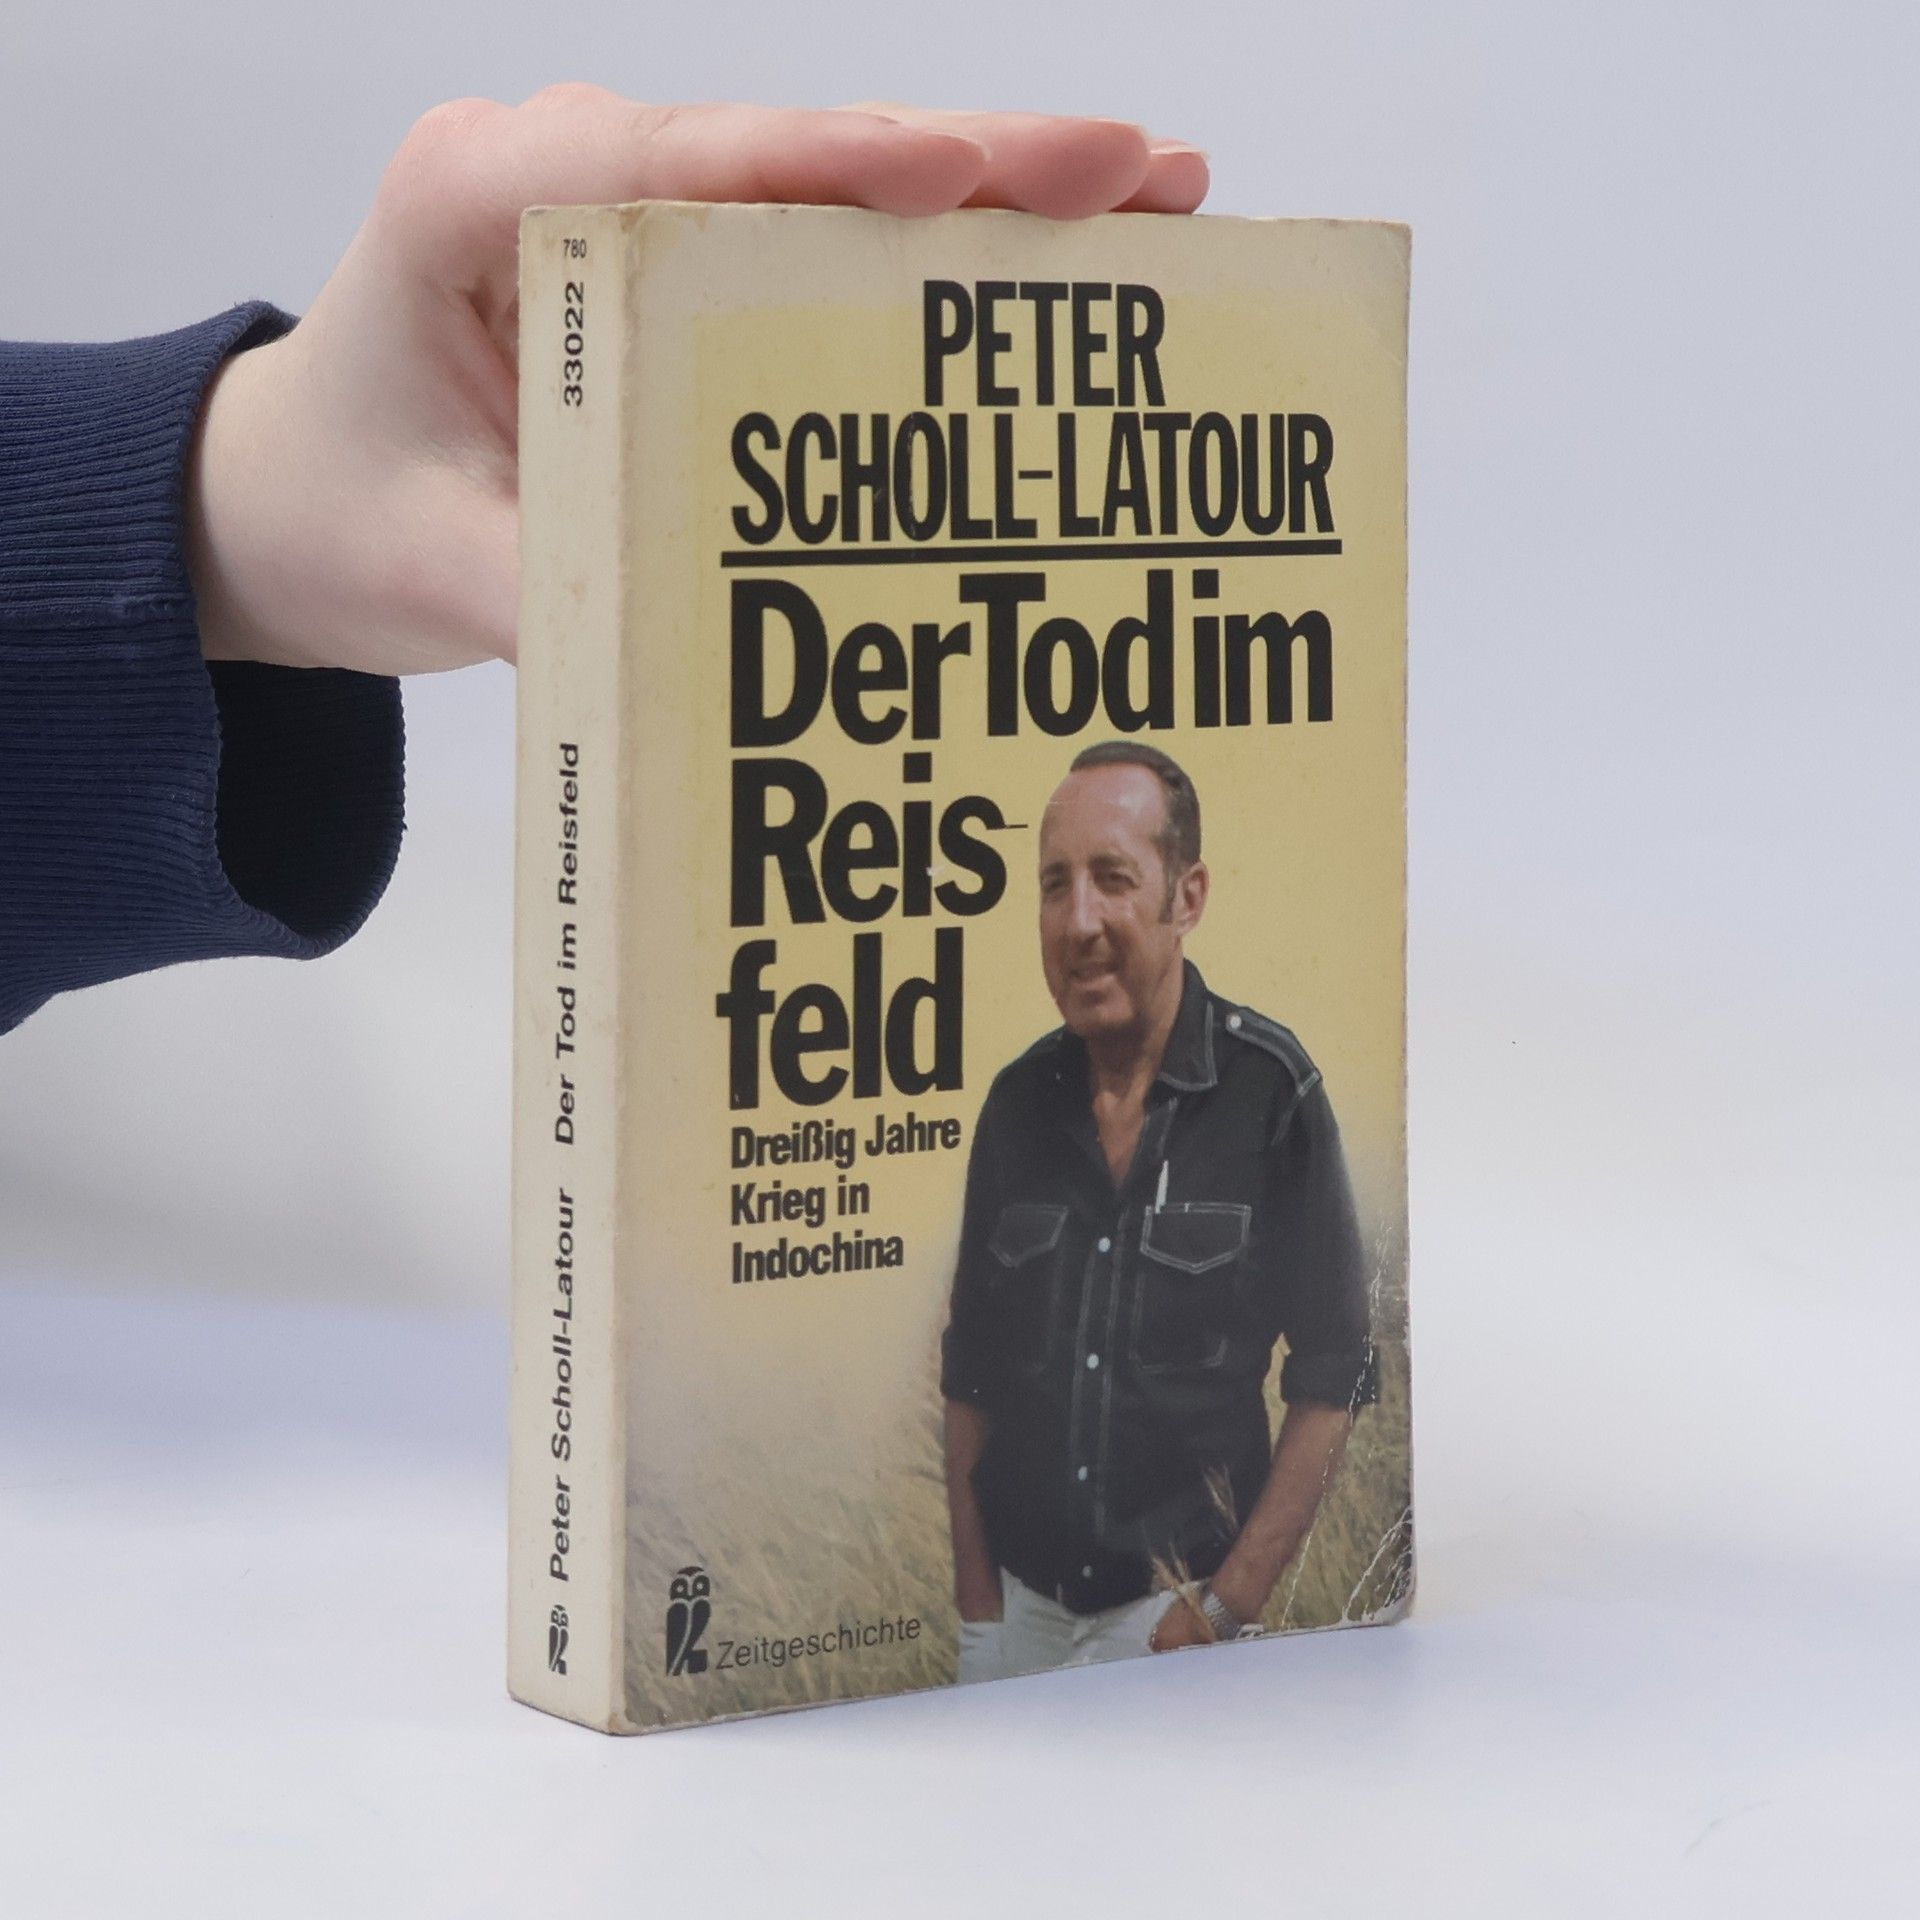 780
33022
Peter Scholl-Latour Der Tod im Reisfeld
PETER
SCHOLL-LATOUR
Der Tod im
Reis-
feld
Dreißig Jahre
Krieg in
Indochina
Zeitgeschichte